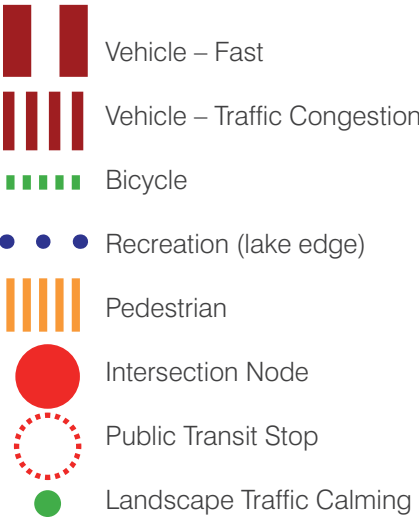 Vehicle – Fast
Vehicle – Traffic Congestion
Bicycle
Recreation (lake edge)
Pedestrian
Intersection Node
Public Transit Stop
Landscape Traffic Calming